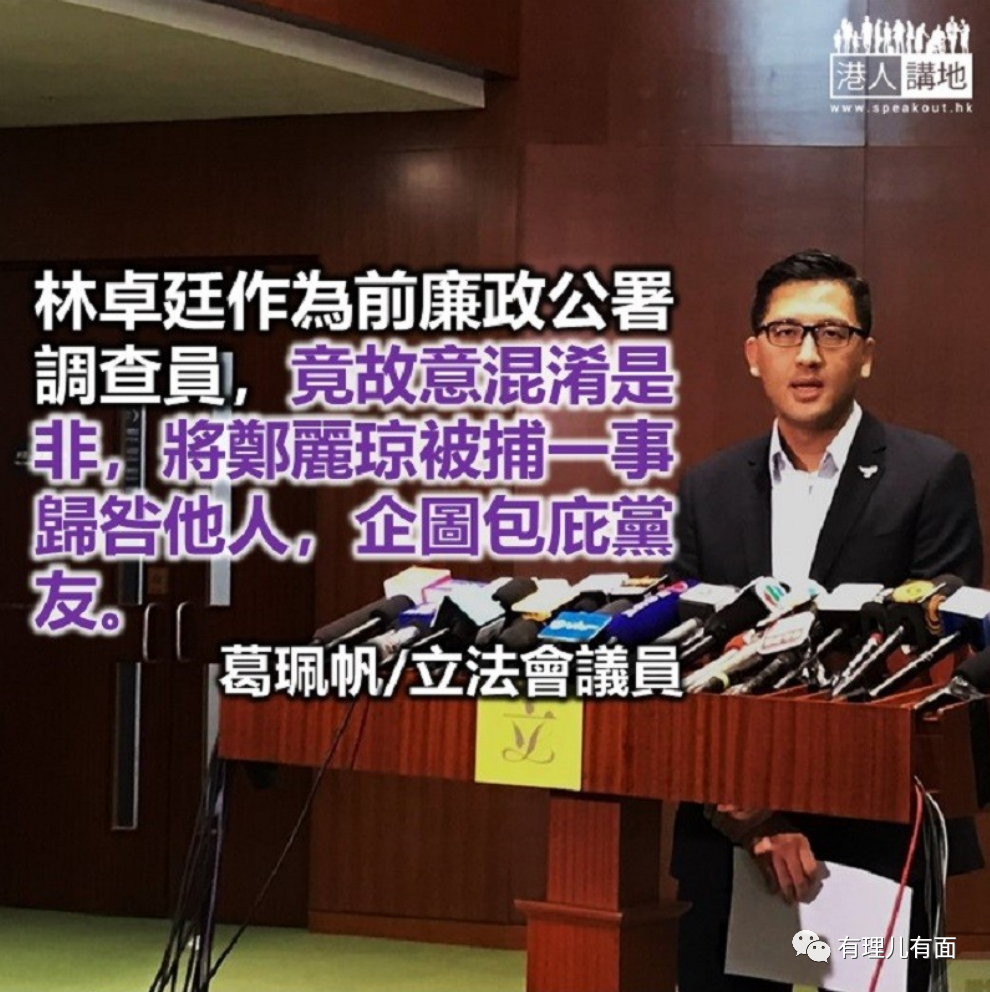 港人講地
www.speakout.hk
林卓廷作為前廉政公署
調查員，竟故意混淆是
非，將鄭麗琼被捕一事
歸咎他人，企圖包庇黨
友。
葛珮帆/立法會議員
立
有理儿有面